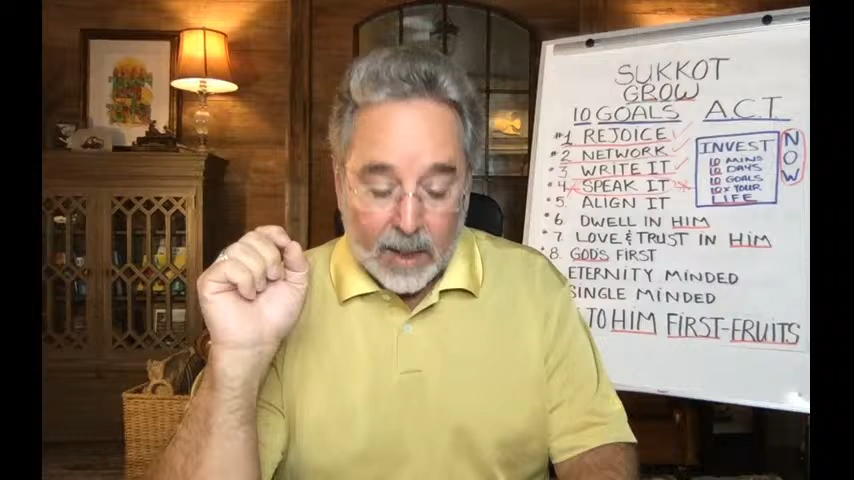 SUKKOT
GROW
10 GOALS A.C.T
#1 REJOICE
#2 NETWORK
#3 WRITE IT
#4 SPEAK IT
#5. ALIGN IT
#6 DWELL IN HIM
#7. LOVE & TRUST IN HIM
#8. GOD'S FIRST
ETERNITY MINDED
SINGLE MINDED
TO HIM FIRST-FRUITS
INVEST
10 MINS
10 DAYS
10 GOALS
10X YOUR
LIFE
NOW